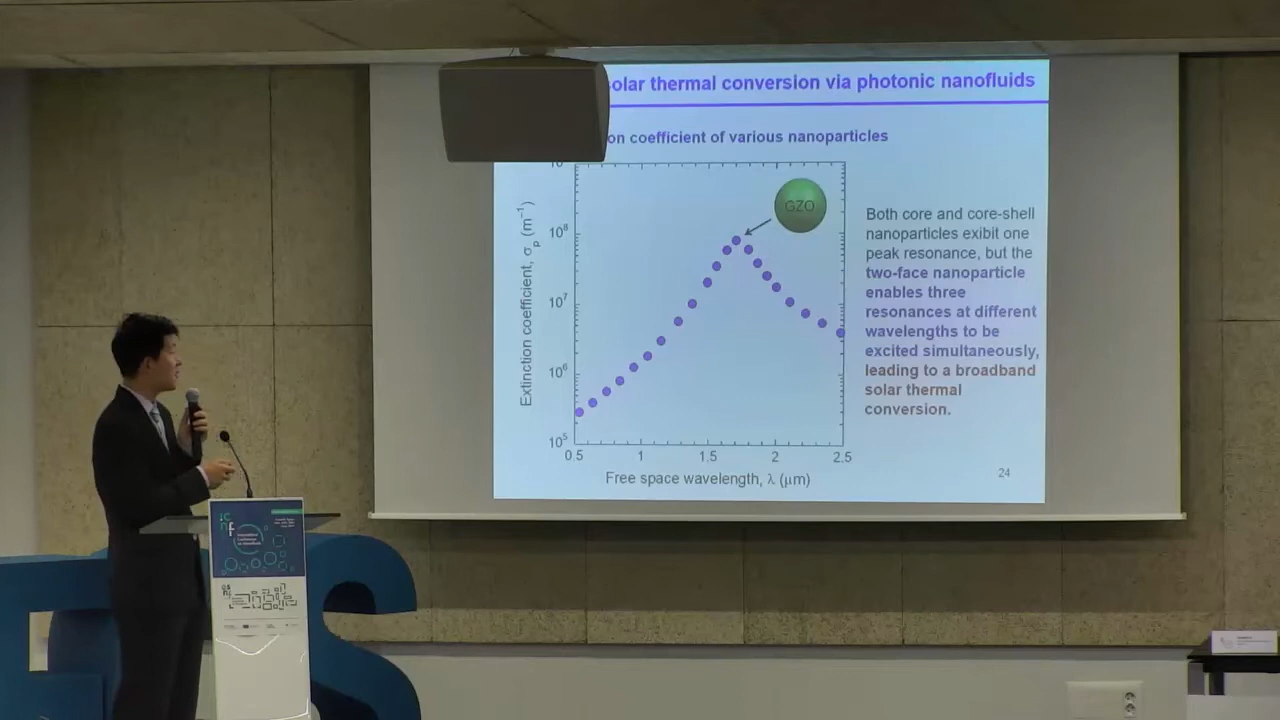 solar thermal conversion via photonic nanofluids
on coefficient of various nanoparticles
GZO
Extinction coefficient, σp (m⁻¹)
10⁸
10⁷
10⁶
10⁵
0.5 1 1.5 2 2.5
Free space wavelength, λ (μm)
Both core and core-shell
nanoparticles exibit one
peak resonance, but the
two-face nanoparticle
enables three
resonances at different
wavelengths to be
excited simultaneously,
leading to a broadband
solar thermal
conversion.
24
ic
nf